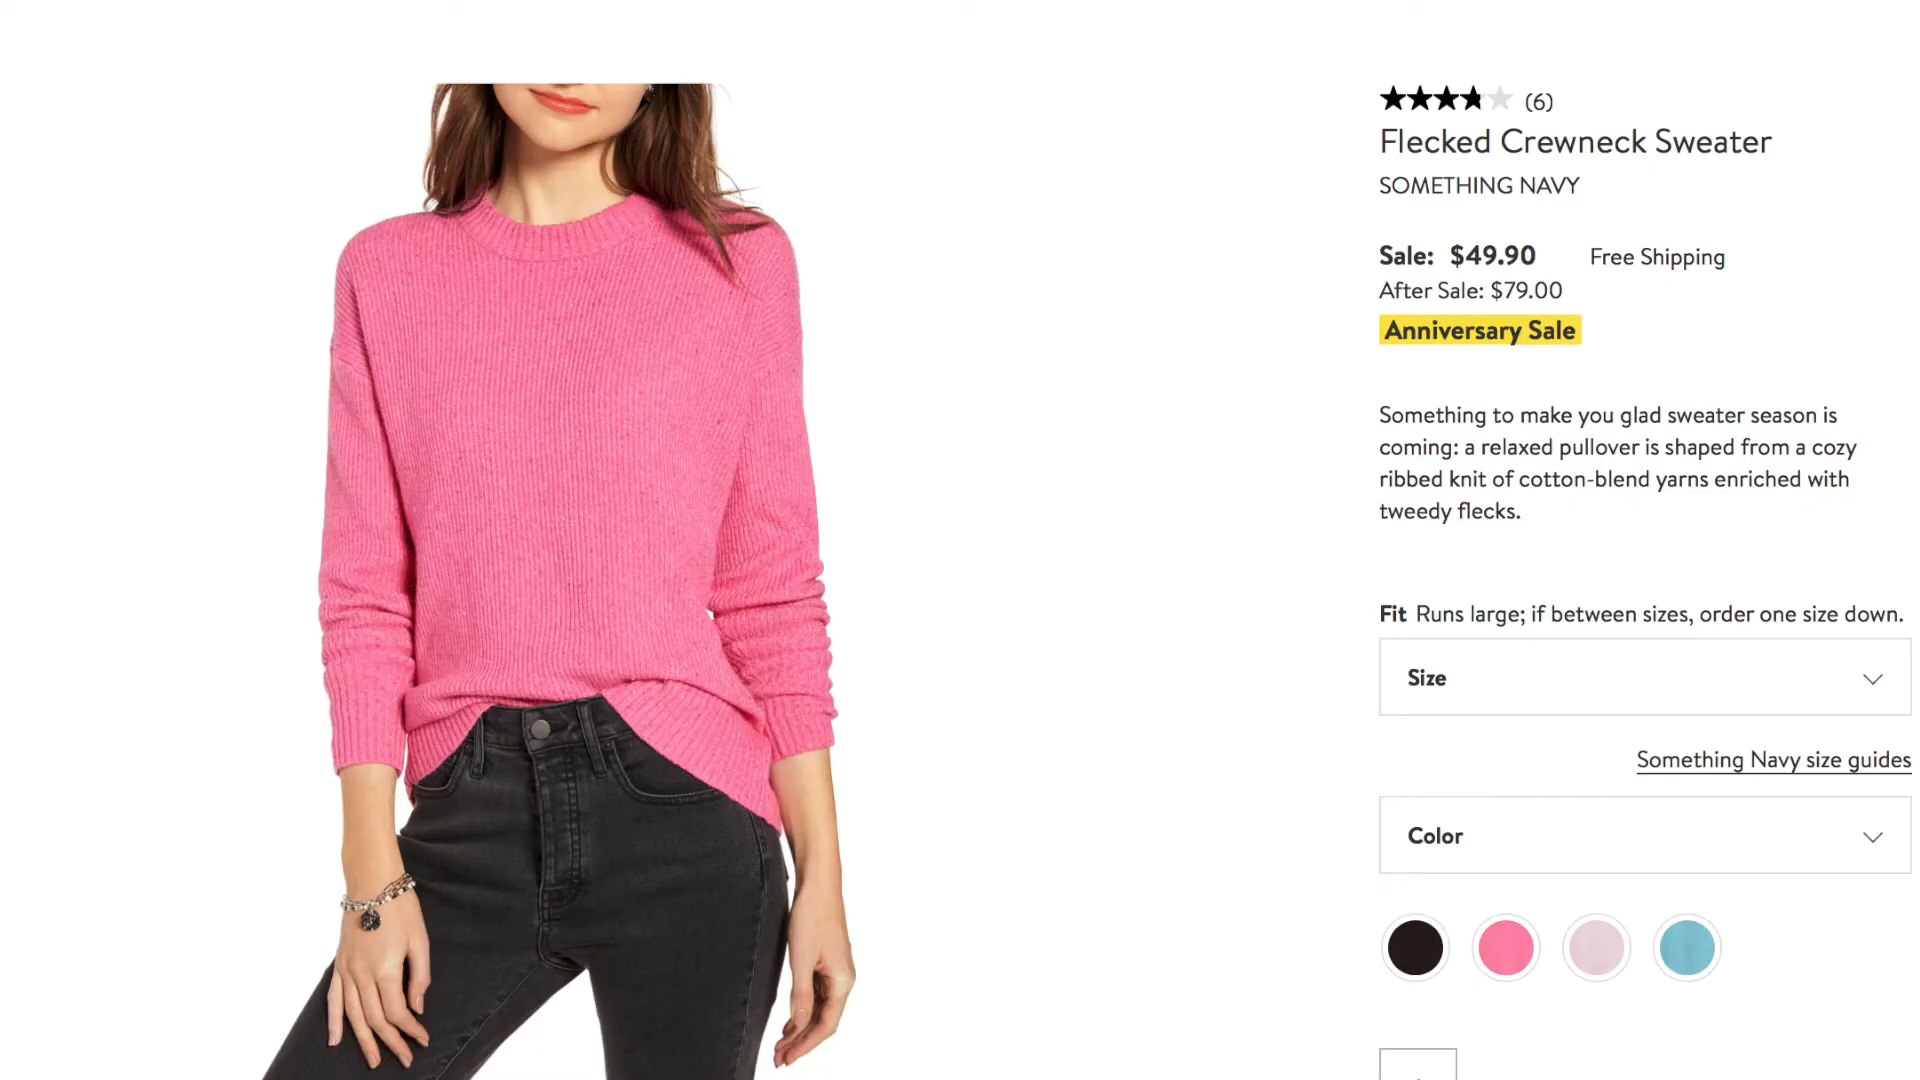 (6)
Flecked Crewneck Sweater
SOMETHING NAVY
Sale: $49.90 Free Shipping
After Sale: $79.00
Anniversary Sale
Something to make you glad sweater season is
coming: a relaxed pullover is shaped from a cozy
ribbed knit of cotton-blend yarns enriched with
tweedy flecks.
Fit Runs large; if between sizes, order one size down.
Size
Something Navy size guides
Color